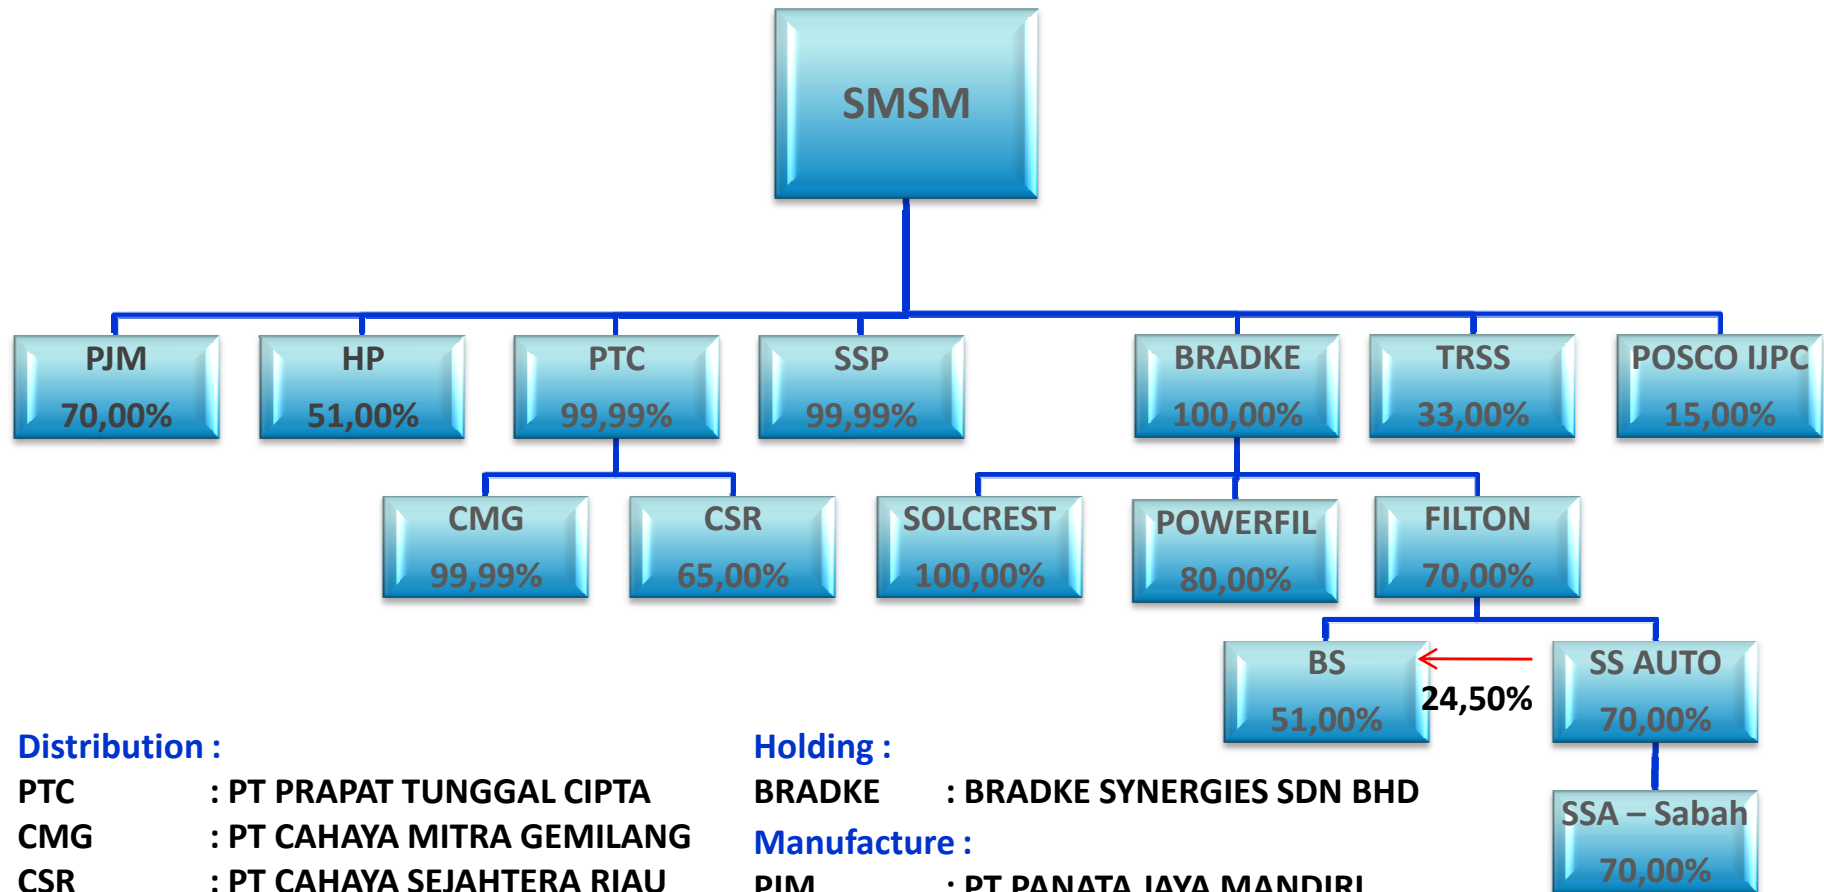 SMSM
PJM
70,00%
HP
51,00%
PTC
99,99%
SSP
99,99%
BRADKE
100,00%
TRSS
33,00%
POSCO IJPC
15,00%
CMG
99,99%
CSR
65,00%
SOLCREST
100,00%
POWERFIL
80,00%
FILTON
70,00%
BS
51,00%
24,50%
SS AUTO
70,00%
SSA – Sabah
70,00%
Distribution :
PTC : PT PRAPAT TUNGGAL CIPTA
CMG : PT CAHAYA MITRA GEMILANG
CSR : PT CAHAYA SEJAHTERA RIAU
Holding :
BRADKE : BRADKE SYNERGIES SDN BHD
Manufacture :
PJM : PT PANATA JAYA MANDIRI